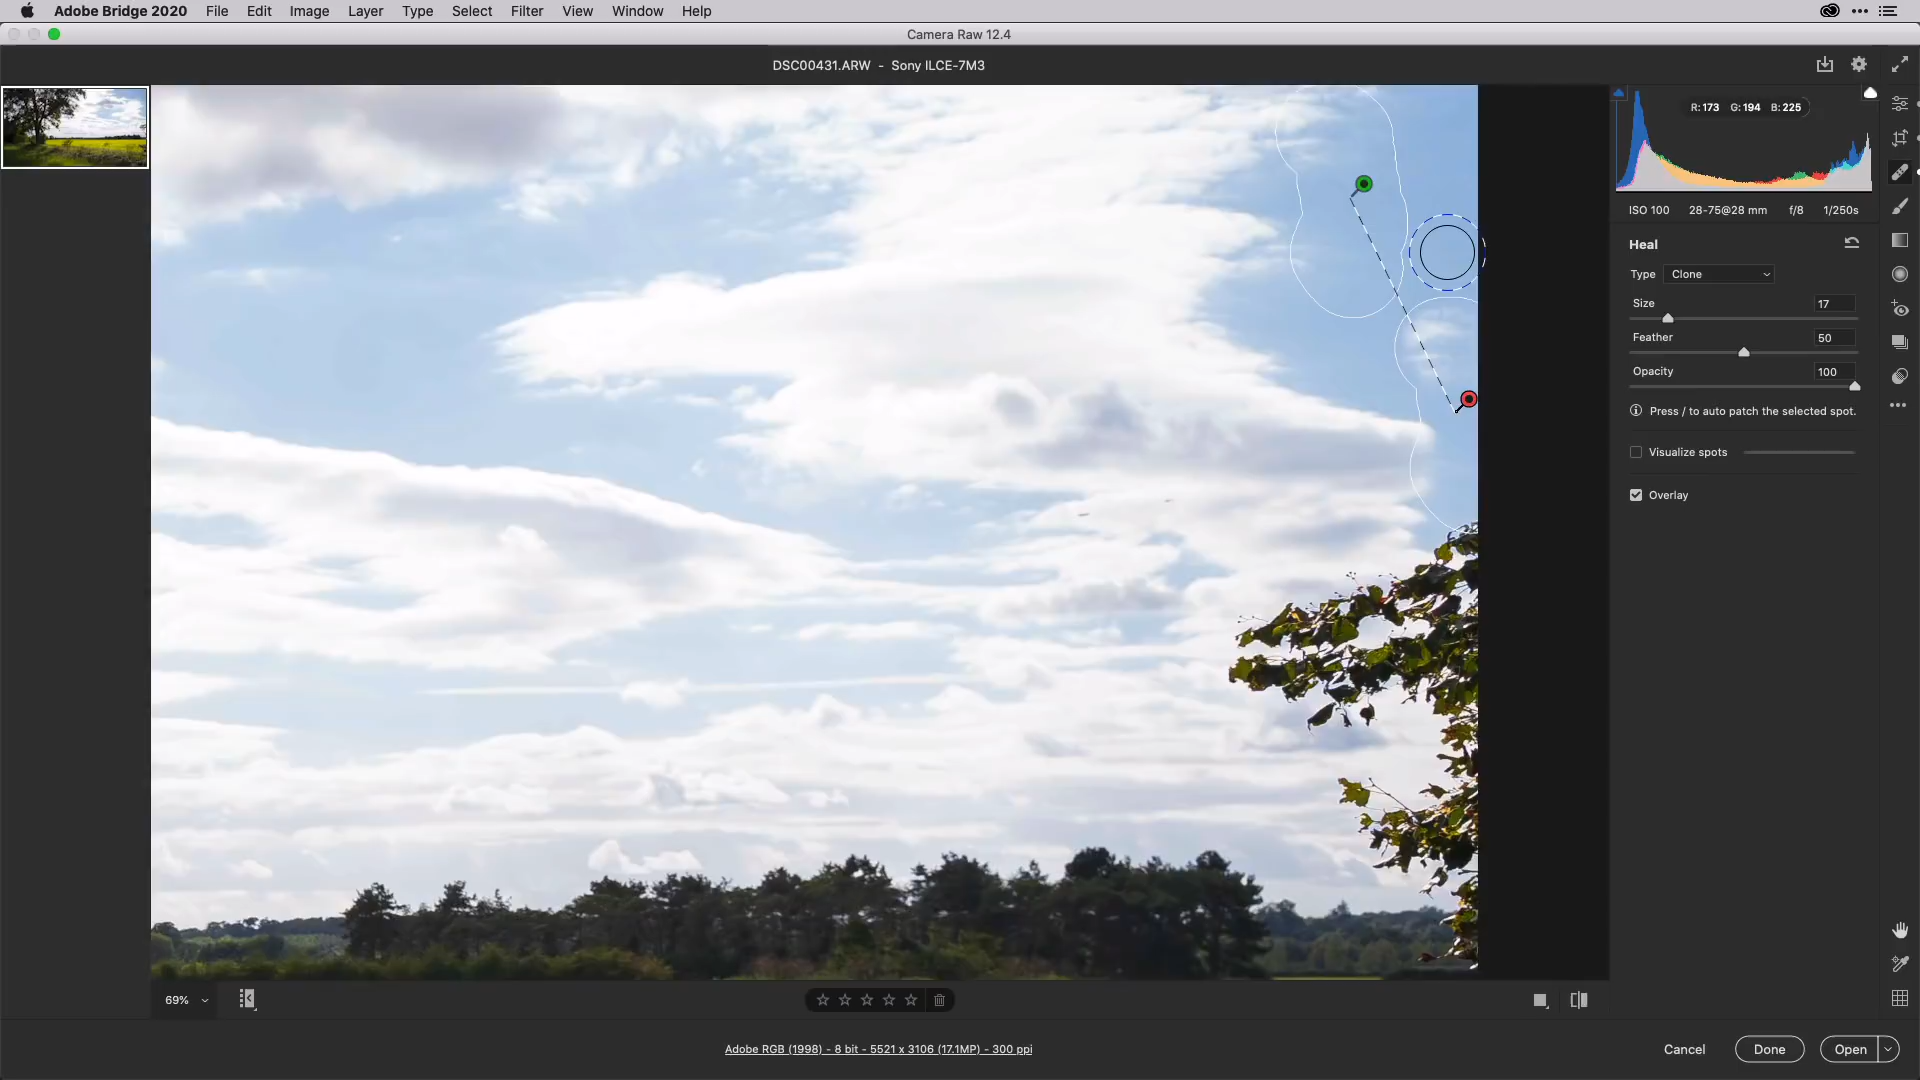 Adobe Bridge 2020 File Edit Image Layer Type Select Filter View Window Help
Camera Raw 12.4
DSC00431.ARW - Sony ILCE-7M3
R: 173 G: 194 B: 225
ISO 100 28-75@28 mm f/8 1/250s
Heal
Type Clone
Size 17
Feather 50
Opacity 100
Press / to auto patch the selected spot.
Visualize spots
Overlay
69%
Adobe RGB (1998) - 8 bit - 5521 x 3106 (17.1MP) - 300 ppi
Cancel Done Open